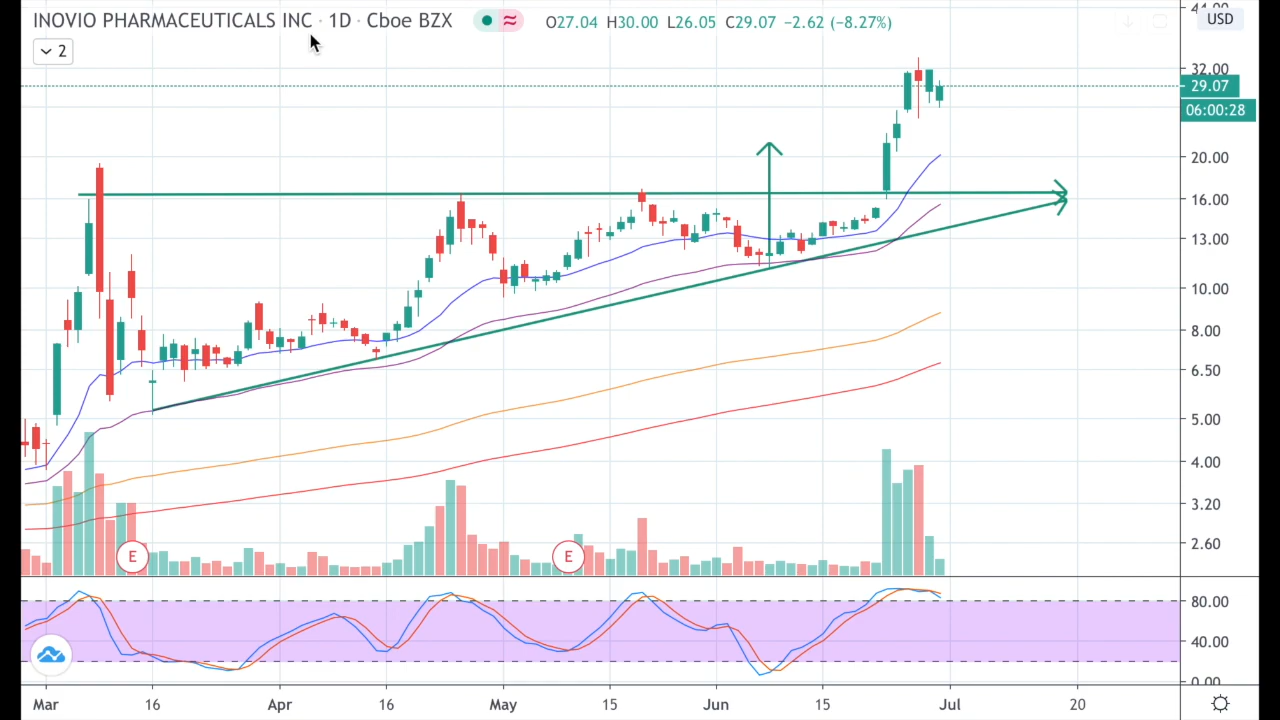 INOVIO PHARMACEUTICALS INC · 1D · Cboe BZX
O27.04 H30.00 L26.05 C29.07 −2.62 (−8.27%)
2
USD
44.00
32.00
29.07
06:00:28
20.00
16.00
13.00
10.00
8.00
6.50
5.00
4.00
3.20
2.60
E
E
80.00
40.00
0.00
Mar
16
Apr
16
May
15
Jun
15
Jul
20